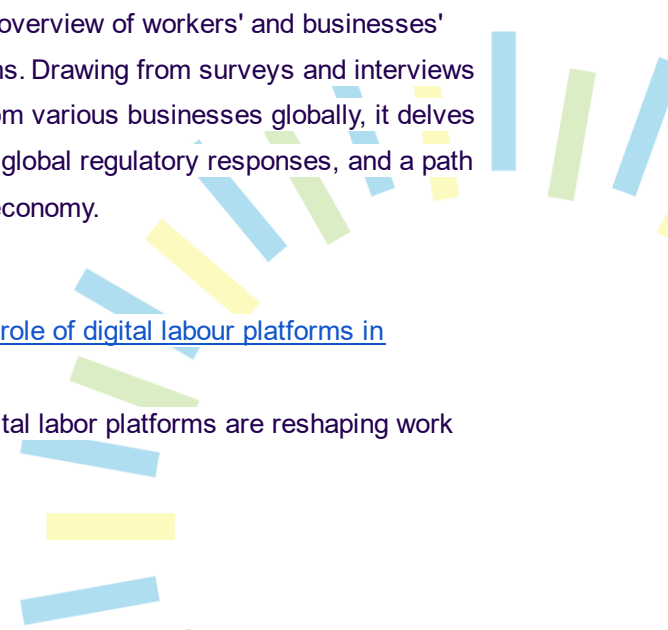 overview of workers' and businesses'
ns. Drawing from surveys and interviews
om various businesses globally, it delves
global regulatory responses, and a path
economy.
role of digital labour platforms in
tal labor platforms are reshaping work